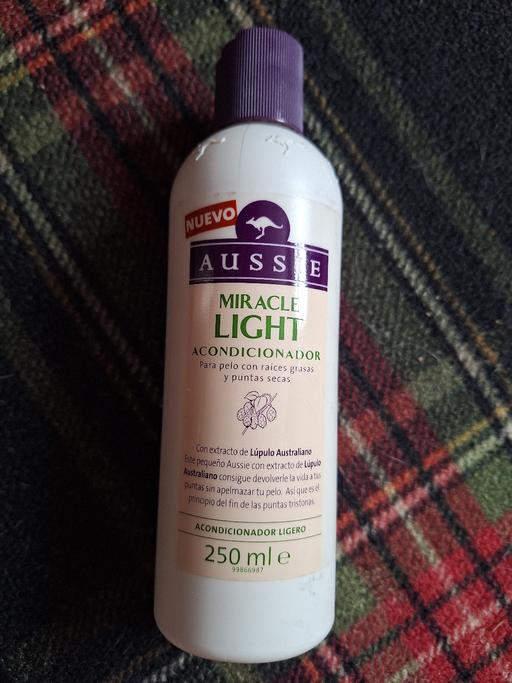 NUEVO
AUSSIE
MIRACLE
LIGHT
ACONDICIONADOR
Para pelo con raíces grasas
y puntas secas
Con extracto de Lúpulo Australiano
Este pequeño Aussie con extracto de Lúpulo
Australiano consigue devolverle la vida a tus
puntas sin apelmazar tu pelo. Así que es el
principio del fin de las puntas tristonas.
ACONDICIONADOR LIGERO
250 ml e
99866987